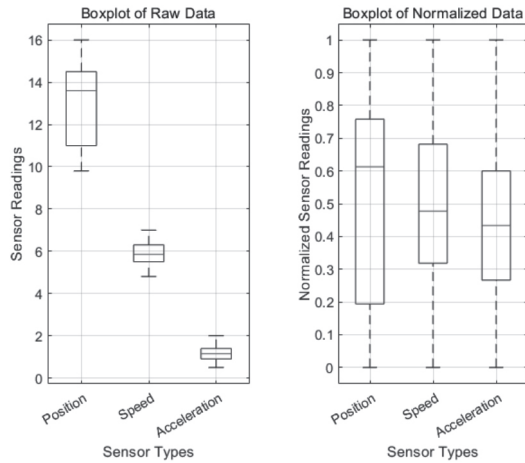 Boxplot of Raw Data
16
14
12
10
8
6
4
2
0
Sensor Readings
Position
Speed
Acceleration
Sensor Types
Boxplot of Normalized Data
1
0.9
0.8
0.7
0.6
0.5
0.4
0.3
0.2
0.1
0
Normalized Sensor Readings
Position
Speed
Acceleration
Sensor Types